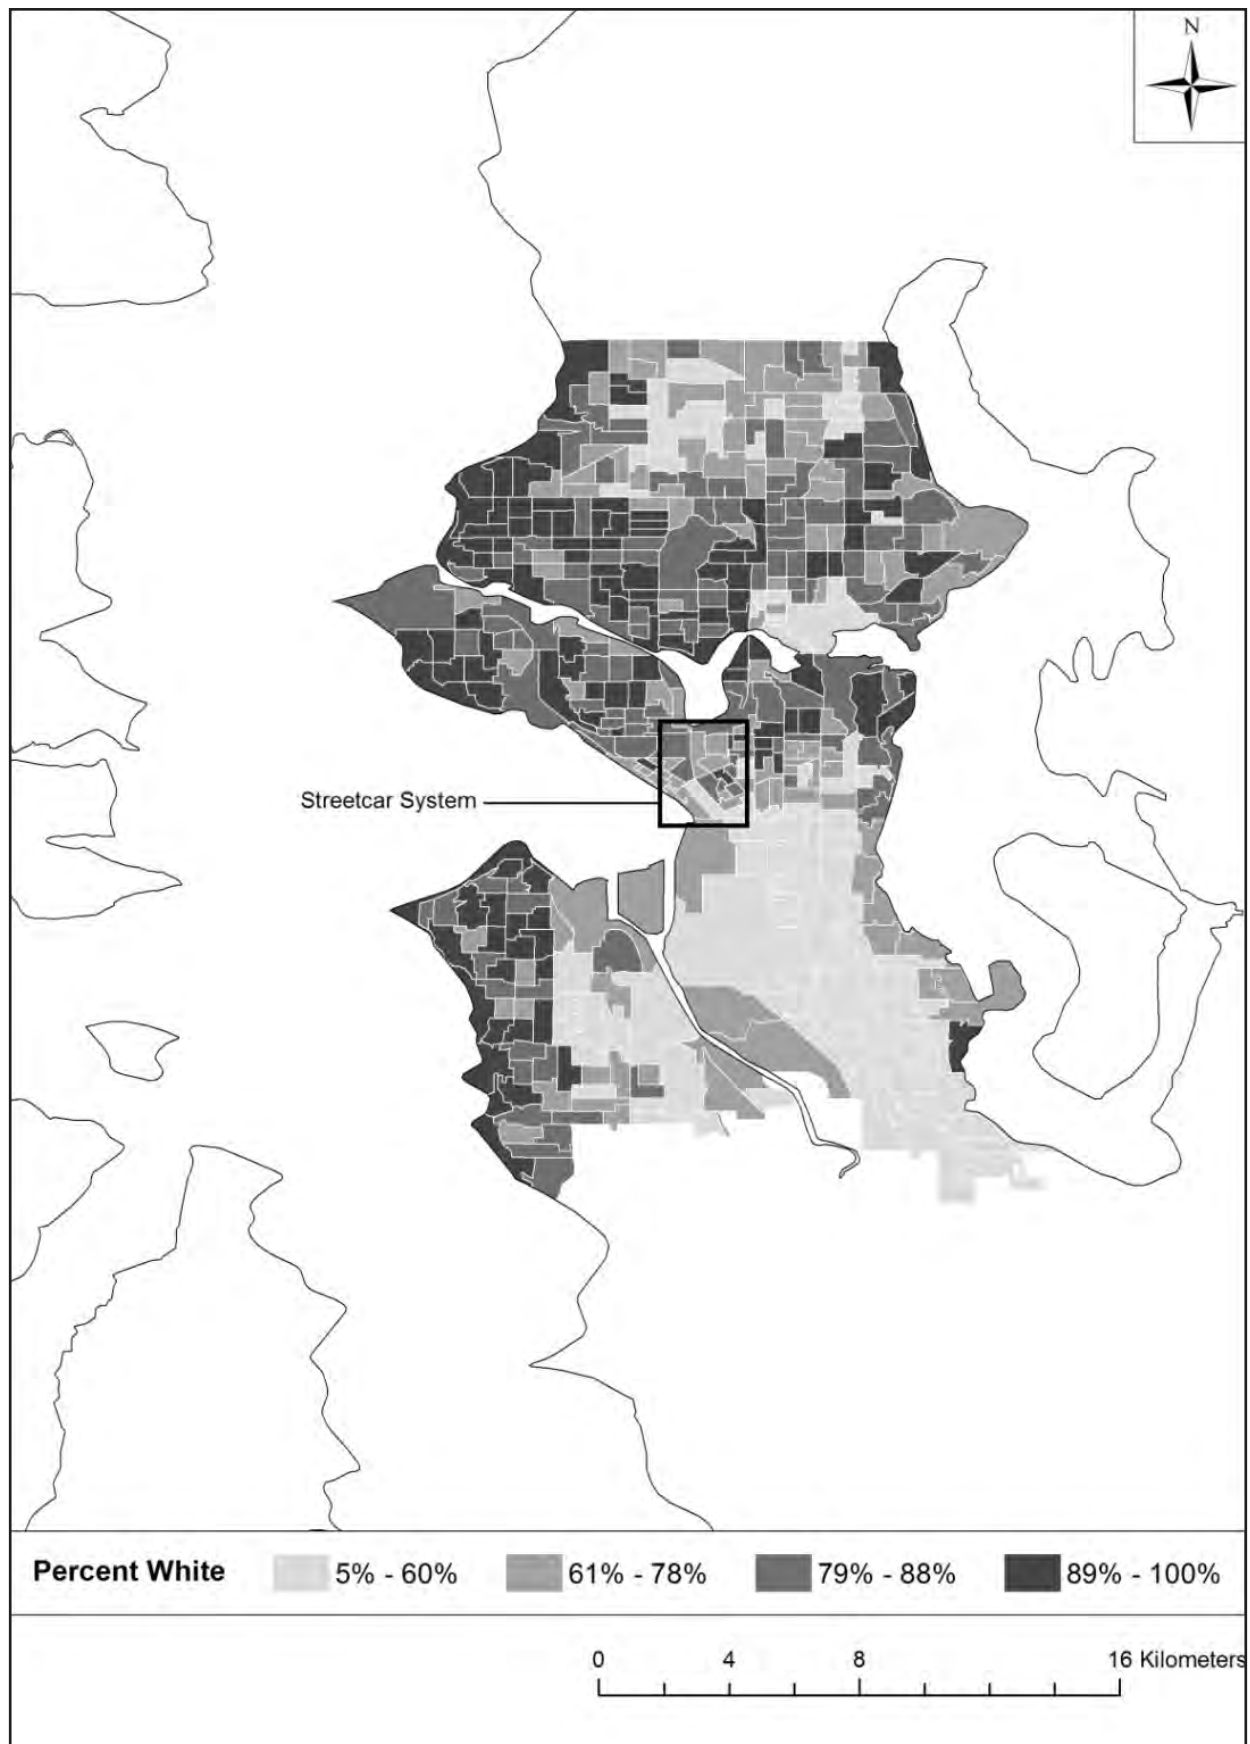 N
Streetcar System
Percent White 5% - 60% 61% - 78% 79% - 88% 89% - 100%
0 4 8 16 Kilometers